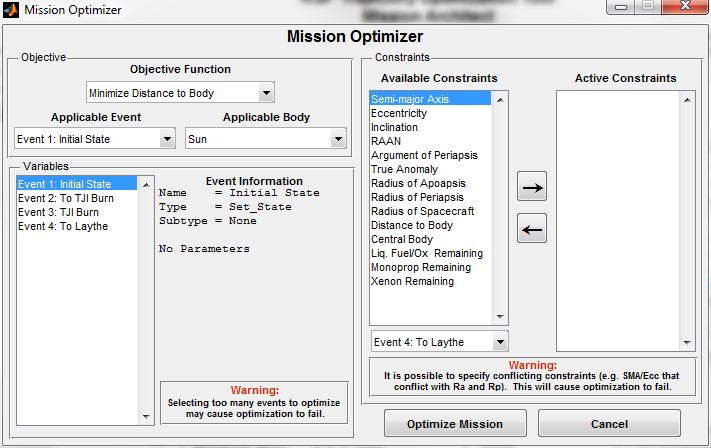 Mission Optimizer
Mission Architect
Mission Optimizer
Objective
Objective Function
Minimize Distance to Body
Applicable Event
Applicable Body
Event 1: Initial State
Sun
Variables
Event 1: Initial State
Event 2: To TJI Burn
Event 3: TJI Burn
Event 4: To Laythe
Event Information
Name = Initial State
Type = Set_State
Subtype = None
No Parameters
Warning:
Selecting too many events to optimize
may cause optimization to fail.
Constraints
Available Constraints
Active Constraints
Semi-major Axis
Eccentricity
Inclination
RAAN
Argument of Periapsis
True Anomaly
Radius of Apoapsis
Radius of Periapsis
Radius of Spacecraft
Distance to Body
Central Body
Liq. Fuel/Ox Remaining
Monoprop Remaining
Xenon Remaining
Event 4: To Laythe
Warning:
It is possible to specify conflicting constraints (e.g. SMA/Ecc that
conflict with Ra and Rp). This will cause optimization to fail.
Optimize Mission
Cancel